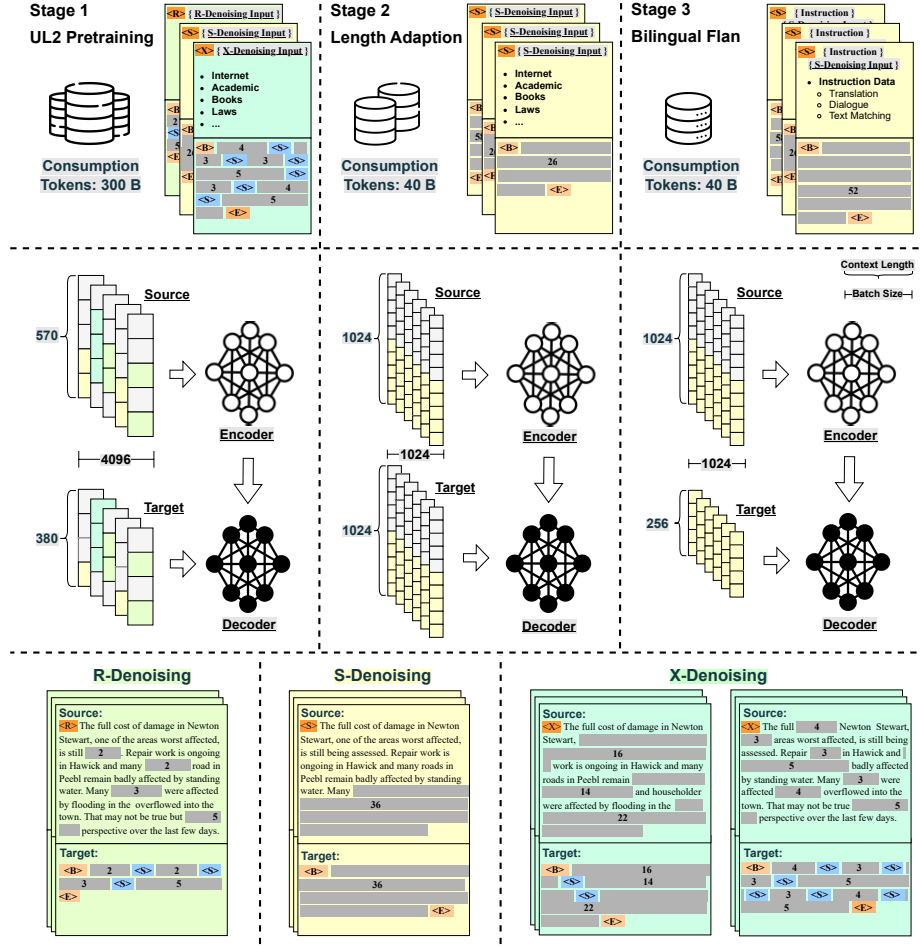 Stage 1
UL2 Pretraining
Consumption
Tokens: 300 B
<R> { R-Denoising Input }
<S> { S-Denoising Input }
<X> { X-Denoising Input }
• Internet
• Academic
• Books
• Laws
• ...
<B> 4 <S>
3 <S> 3 <S>
5 <S>
3 <S> 4
<S> 5
<E>
Stage 2
Length Adaption
Consumption
Tokens: 40 B
<S> { S-Denoising Input }
<S> { S-Denoising Input }
<S> { S-Denoising Input }
• Internet
• Academic
• Books
• Laws
• ...
<B>
26
<E>
Stage 3
Bilingual Flan
Consumption
Tokens: 40 B
<S> { Instruction }
<S> { Instruction }
<S> { Instruction }
{ S-Denoising Input }
• Instruction Data
Translation
Dialogue
Text Matching
<B>
52
<E>
570
Source
Encoder
4096
380
Target
Decoder
1024
Source
Encoder
1024
1024
Target
Decoder
Context Length
Batch Size
1024
Source
Encoder
1024
256
Target
Decoder
R-Denoising
Source:
<R> The full cost of damage in Newton
Stewart, one of the areas worst affected,
is still 2 . Repair work is ongoing
in Hawick and many 2 road in
Peebl remain badly affected by standing
water. Many 3 were affected
by flooding in the overflowed into the
town. That may not be true but 5
perspective over the last few days.
Target:
<B> 2 <S> 2 <S>
3 <S> 5
<E>
S-Denoising
Source:
<S> The full cost of damage in Newton
Stewart, one of the areas worst affected,
is still being assessed. Repair work is
ongoing in Hawick and many roads in
Peebl remain badly affected by standing
water. Many
36
Target:
<B>
36
<E>
X-Denoising
Source:
<X> The full cost of damage in Newton
Stewart,
16
work is ongoing in Hawick and many
roads in Peebl remain
14 and householder
were affected by flooding in the
22
Target:
<B> 16
<S> 14
<S>
22
<E>
Source:
<X> The full 4 Newton Stewart,
3 areas worst affected, is still being
assessed. Repair 3 in Hawick and
5 badly affected
by standing water. Many 3 were
affected 4 overflowed into the
town. That may not be true 5
perspective over the last few days.
Target:
<B> 4 <S> 3 <S>
3 <S> 5
<S> 3 <S> 4 <S>
5 <E>